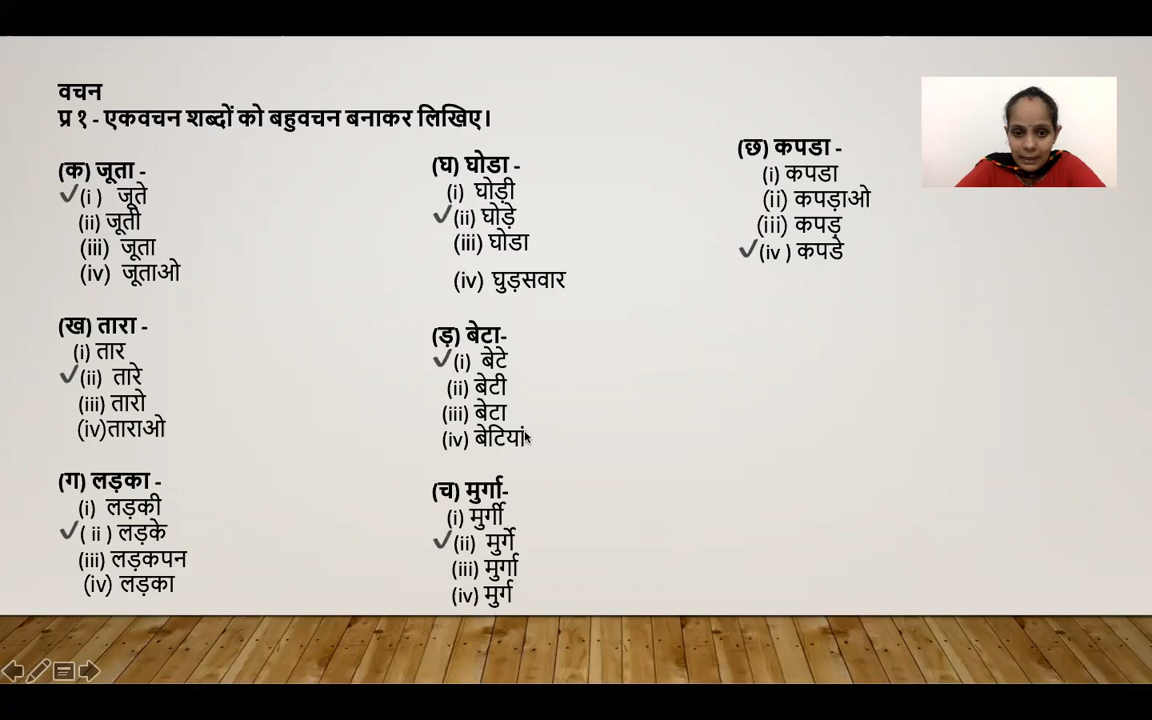 वचन
प्र १ - एकवचन शब्दों को बहुवचन बनाकर लिखिए।
(क) जूता -
✓(i ) जूते
(ii) जूती
(iii) जूता
(iv) जूताओ
(ख) तारा -
(i) तार
✓(ii) तारे
(iii) तारो
(iv)ताराओ
(ग) लड़का -
(i) लड़की
✓( ii ) लड़के
(iii) लड़कपन
(iv) लड़का
(घ) घोडा -
(i) घोड़ी
✓(ii) घोड़े
(iii) घोडा
(iv) घुड़सवार
(ड़) बेटा-
✓(i) बेटे
(ii) बेटी
(iii) बेटा
(iv) बेटियां
(च) मुर्गा-
(i) मुर्गी
✓(ii) मुर्गे
(iii) मुर्गा
(iv) मुर्ग
(छ) कपडा -
(i) कपडा
(ii) कपड़ाओ
(iii) कपड़
✓(iv ) कपडे